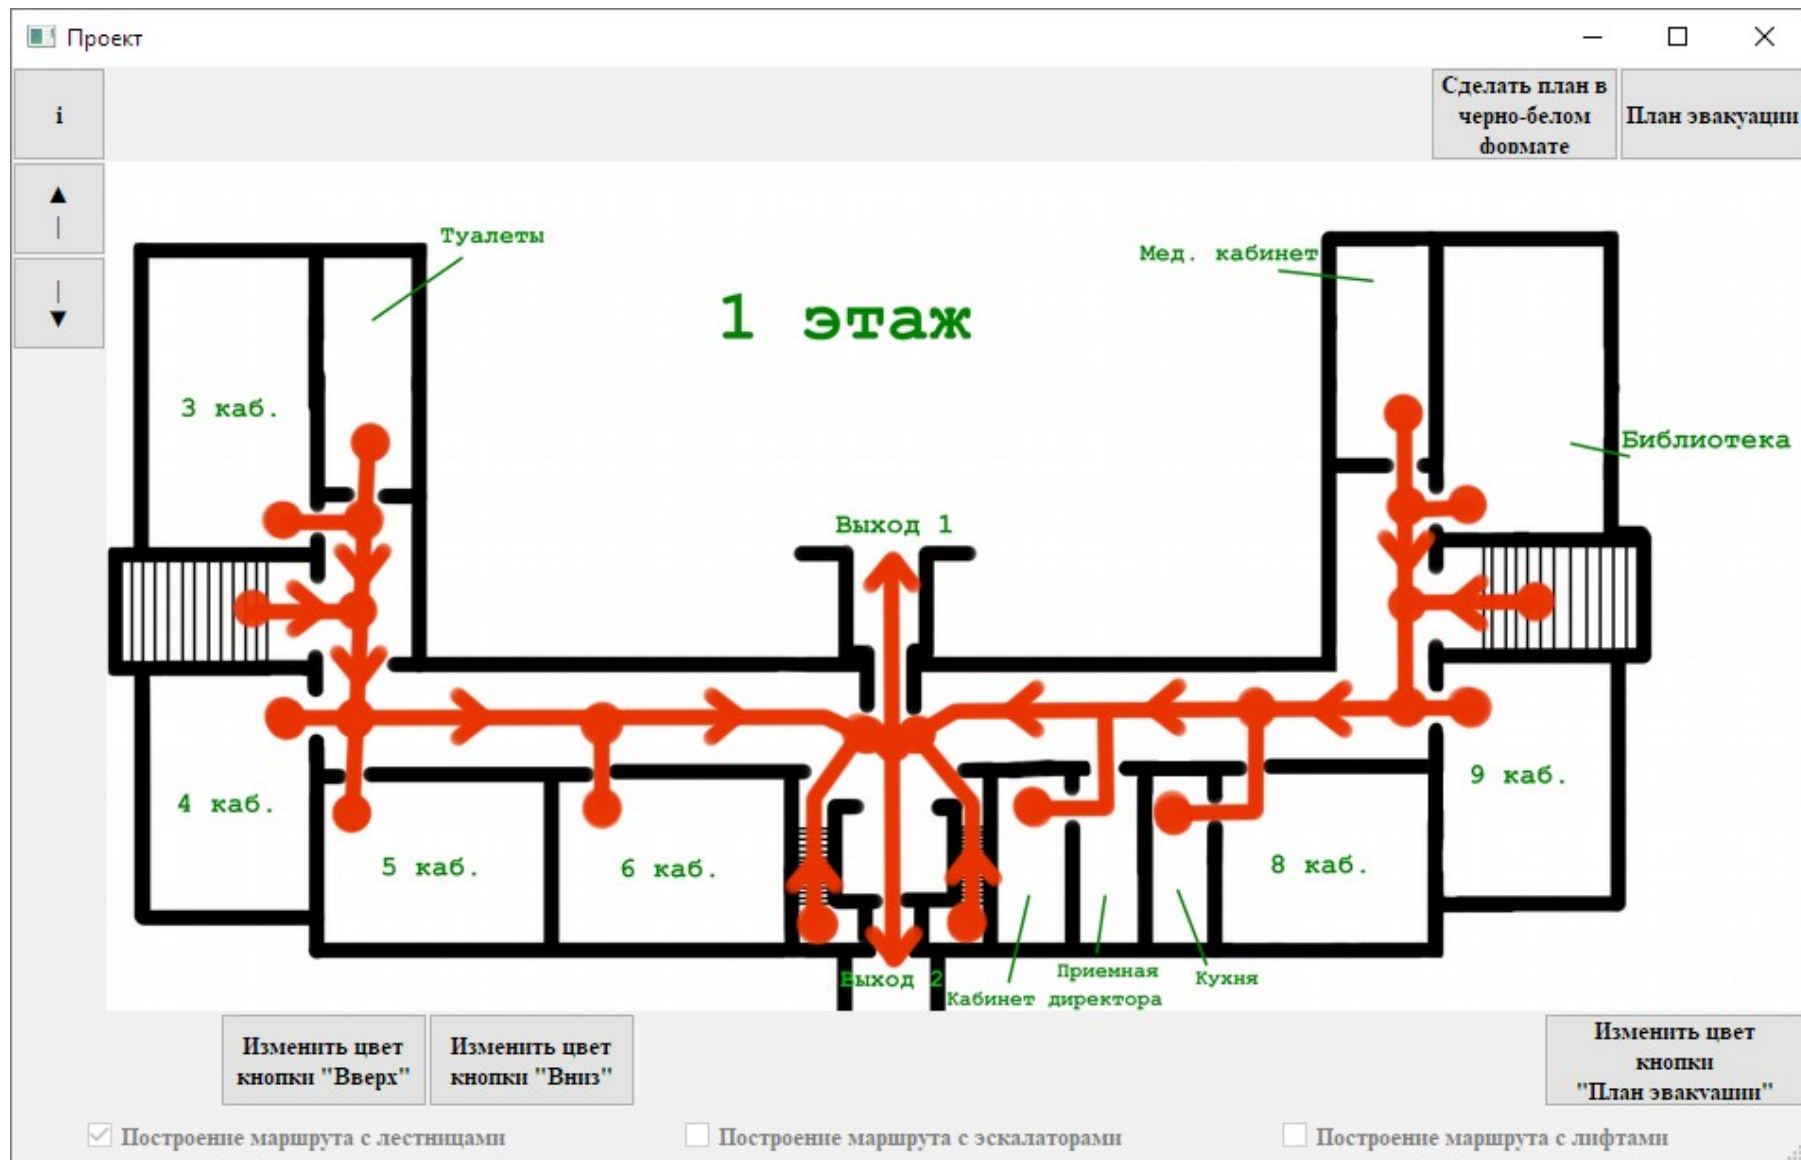 Проект
i
Сделать план в
черно-белом
формате
План эвакуации
Туалеты
Мед. кабинет
1 этаж
3 каб.
Библиотека
Выход 1
4 каб.
5 каб.
6 каб.
8 каб.
9 каб.
Выход 2
Приемная
Кухня
Кабинет директора
Изменить цвет
кнопки "Вверх"
Изменить цвет
кнопки "Вниз"
Изменить цвет
кнопки
"План эвакуации"
Построение маршрута с лестницами
Построение маршрута с эскалаторами
Построение маршрута с лифтами